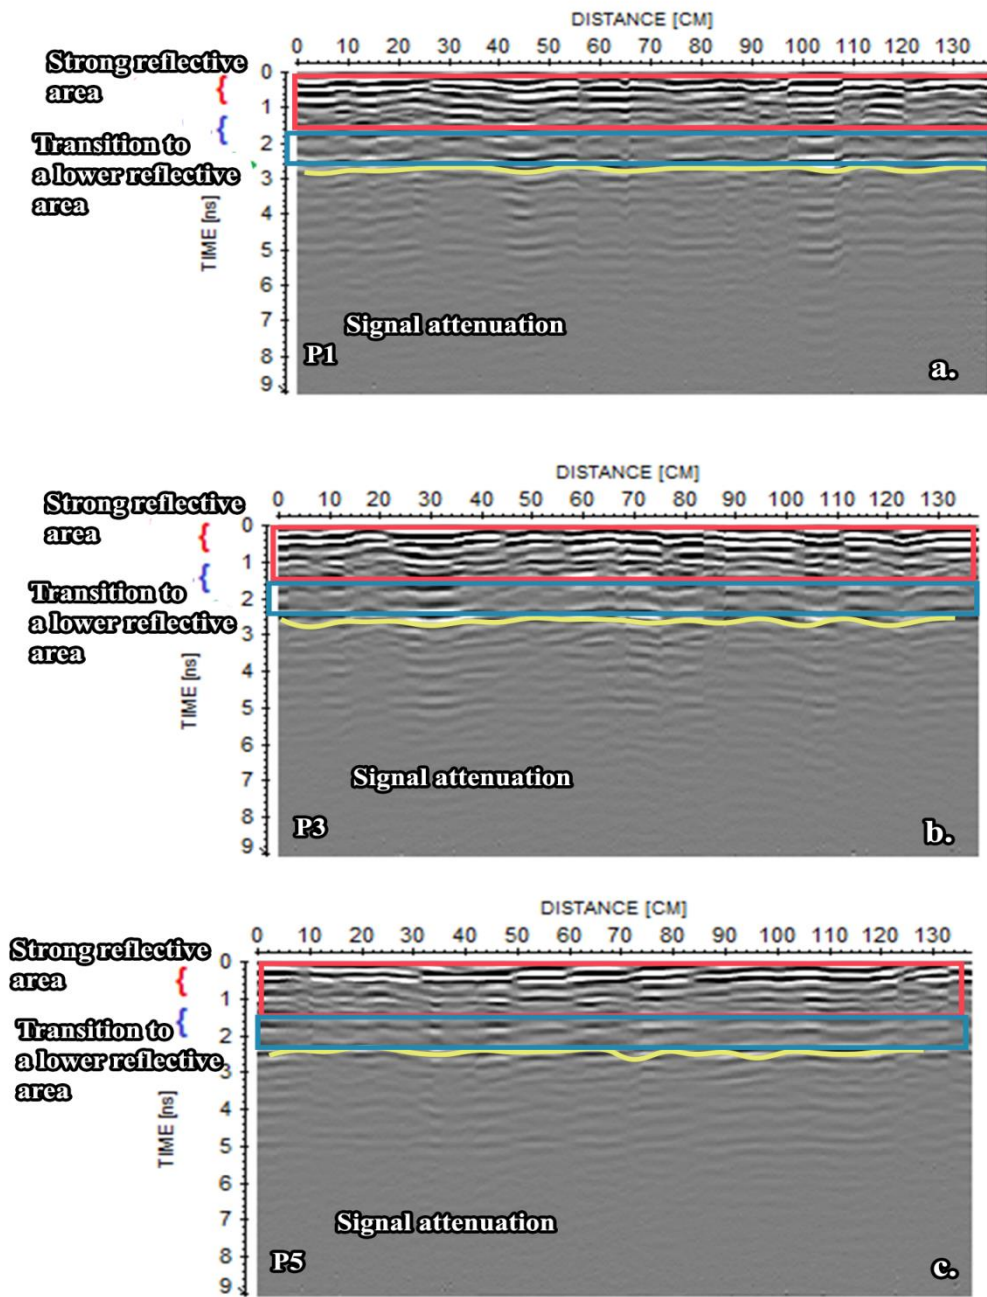 DISTANCE [CM]
0 10 20 30 40 50 60 70 80 90 100 110 120 130
Strong reflective
area
Transition to
a lower reflective
area
TIME [ns]
0
1
2
3
4
5
6
7
8
9
Signal attenuation
P1
a.
DISTANCE [CM]
0 10 20 30 40 50 60 70 80 90 100 110 120 130
Strong reflective
area
Transition to
a lower reflective
area
TIME [ns]
0
1
2
3
4
5
6
7
8
9
Signal attenuation
P3
b.
DISTANCE [CM]
0 10 20 30 40 50 60 70 80 90 100 110 120 130
Strong reflective
area
Transition to
a lower reflective
area
TIME [ns]
0
1
2
3
4
5
6
7
8
9
Signal attenuation
P5
c.